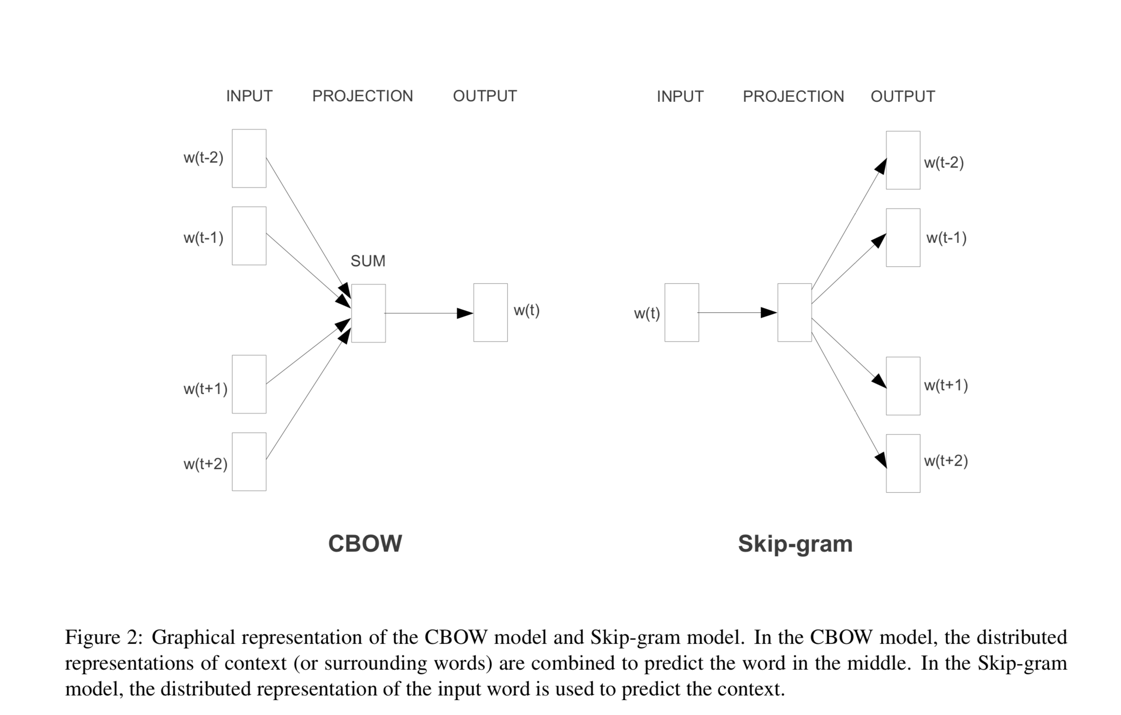 INPUT PROJECTION OUTPUT
w(t-2)
w(t-1)
SUM
w(t)
w(t+1)
w(t+2)
CBOW
INPUT PROJECTION OUTPUT
w(t-2)
w(t-1)
w(t)
w(t+1)
w(t+2)
Skip-gram
Figure 2: Graphical representation of the CBOW model and Skip-gram model. In the CBOW model, the distributed
representations of context (or surrounding words) are combined to predict the word in the middle. In the Skip-gram
model, the distributed representation of the input word is used to predict the context.